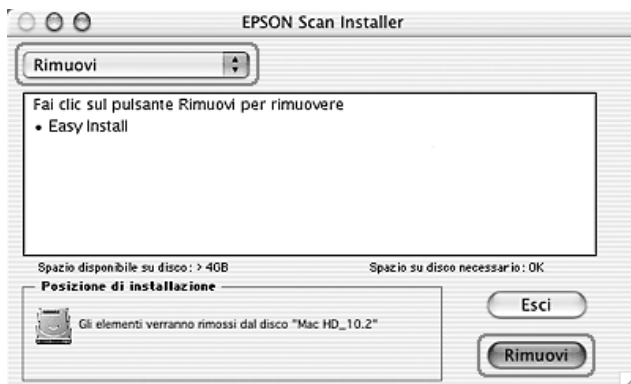 EPSON Scan Installer
Rimuovi
Fai clic sul pulsante Rimuovi per rimuovere
• Easy Install
Spazio disponibile su disco: > 4GB
Spazio su disco necessario: 0K
Posizione di installazione
Gli elementi verranno rimossi dal disco "Mac HD_10.2"
Esci
Rimuovi